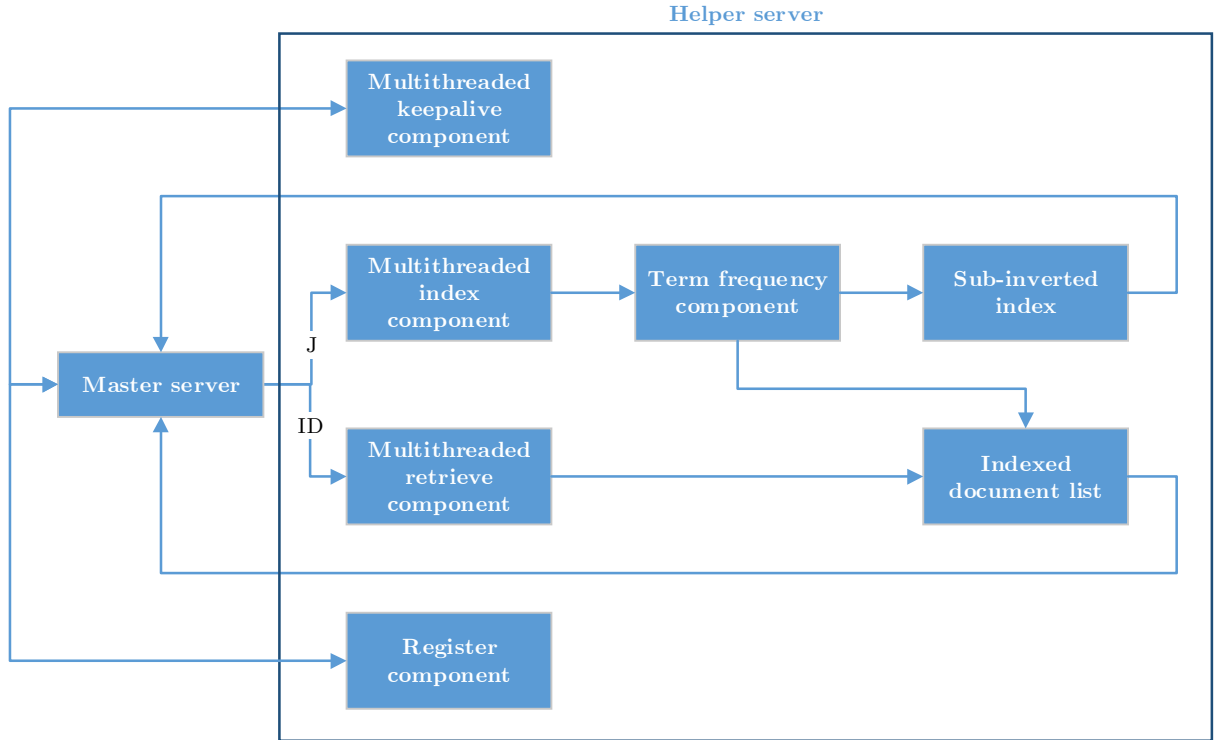 Helper server
Multithreaded
keepalive
component
Multithreaded
index
component
Term frequency
component
Sub-inverted
index
J
Master server
ID
Multithreaded
retrieve
component
Indexed
document list
Register
component